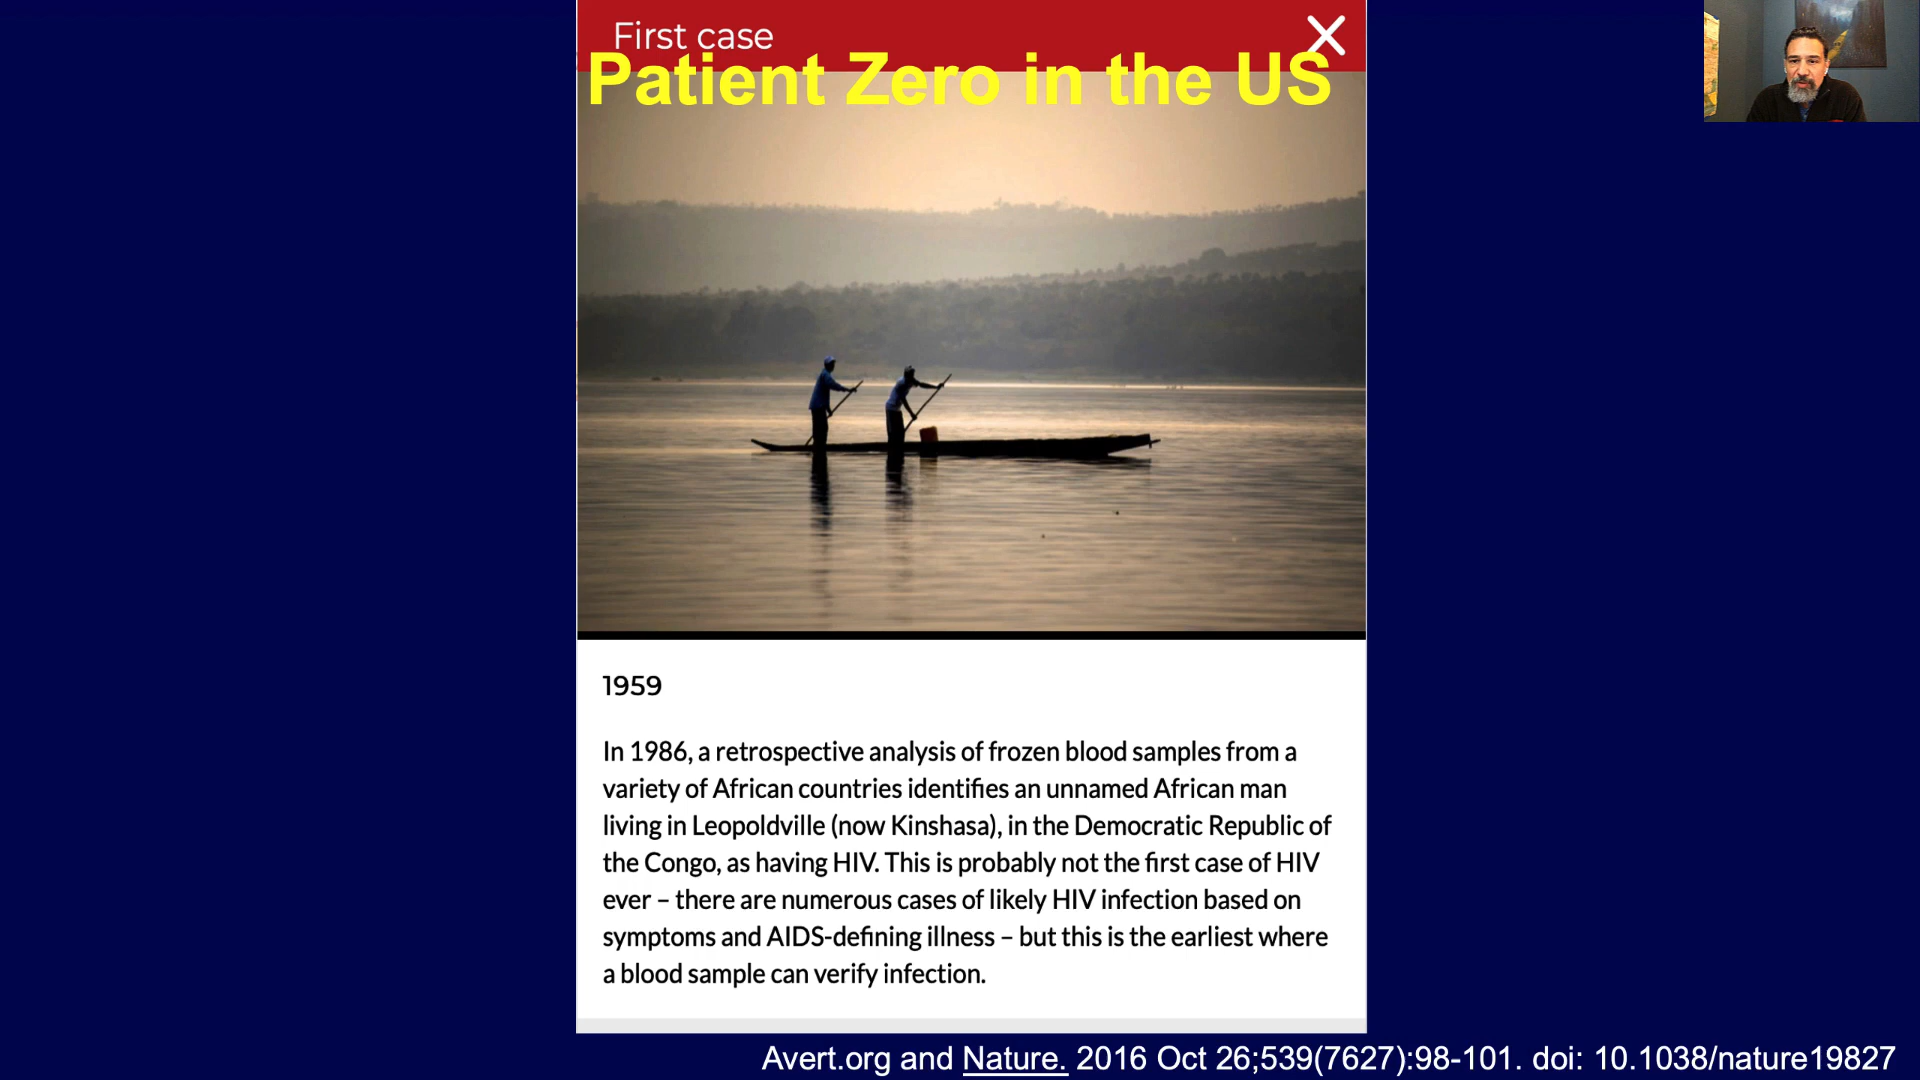 First case
Patient Zero in the US
1959
In 1986, a retrospective analysis of frozen blood samples from a
variety of African countries identifies an unnamed African man
living in Leopoldville (now Kinshasa), in the Democratic Republic of
the Congo, as having HIV. This is probably not the first case of HIV
ever – there are numerous cases of likely HIV infection based on
symptoms and AIDS-defining illness – but this is the earliest where
a blood sample can verify infection.
Avert.org and Nature. 2016 Oct 26;539(7627):98-101. doi: 10.1038/nature19827